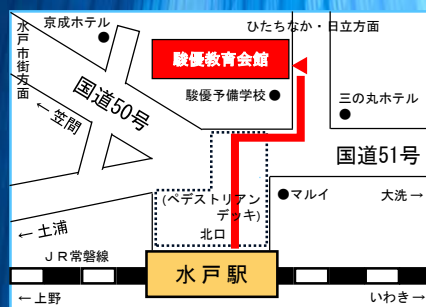 京成ホテル
ひたちなか・日立方面
水戸市街方面
駿優教育会館
国道50号
駿優予備学校
三の丸ホテル
←笠間
国道51号
(ペデストリアン
デッキ)
マルイ
大洗→
北口
←土浦
JR常磐線
水戸駅
←上野
いわき→